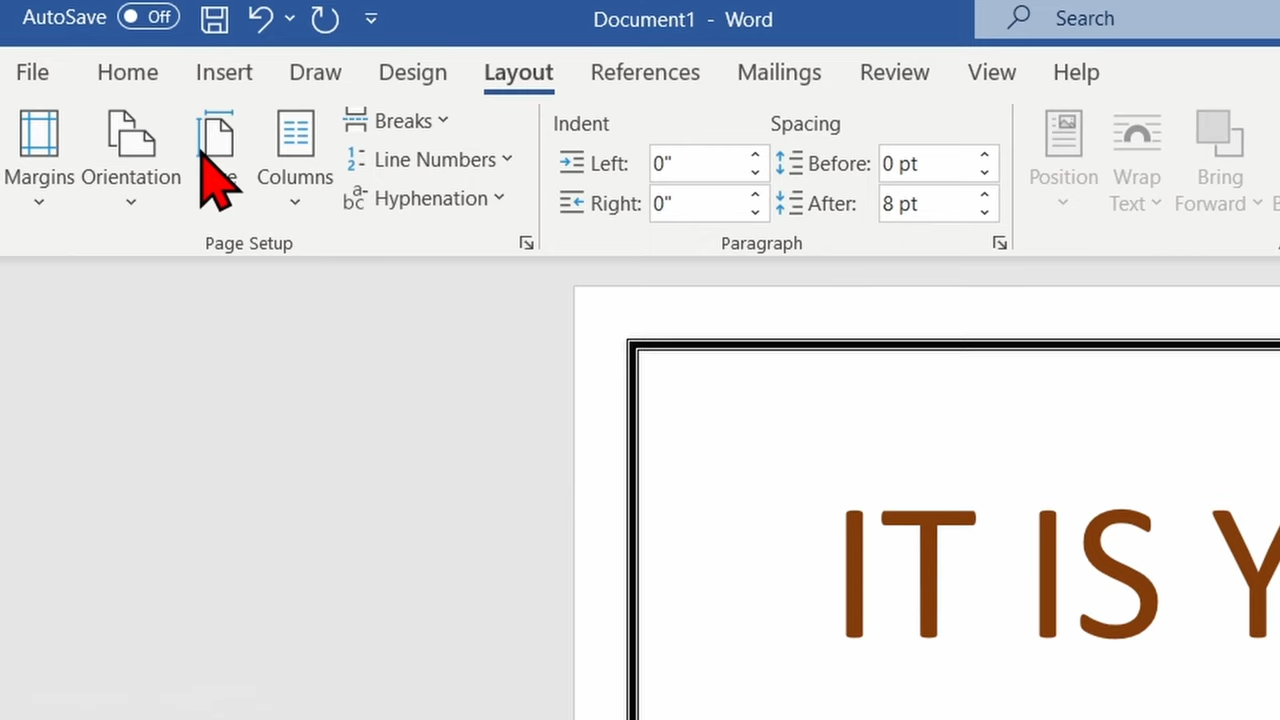 AutoSave Off Document1 - Word Search
File Home Insert Draw Design Layout References Mailings Review View Help
Margins Orientation Columns
Breaks
Line Numbers
Hyphenation
Page Setup
Indent Spacing
Left: 0" Before: 0 pt
Right: 0" After: 8 pt
Paragraph
Position Wrap Text Bring Forward
IT IS